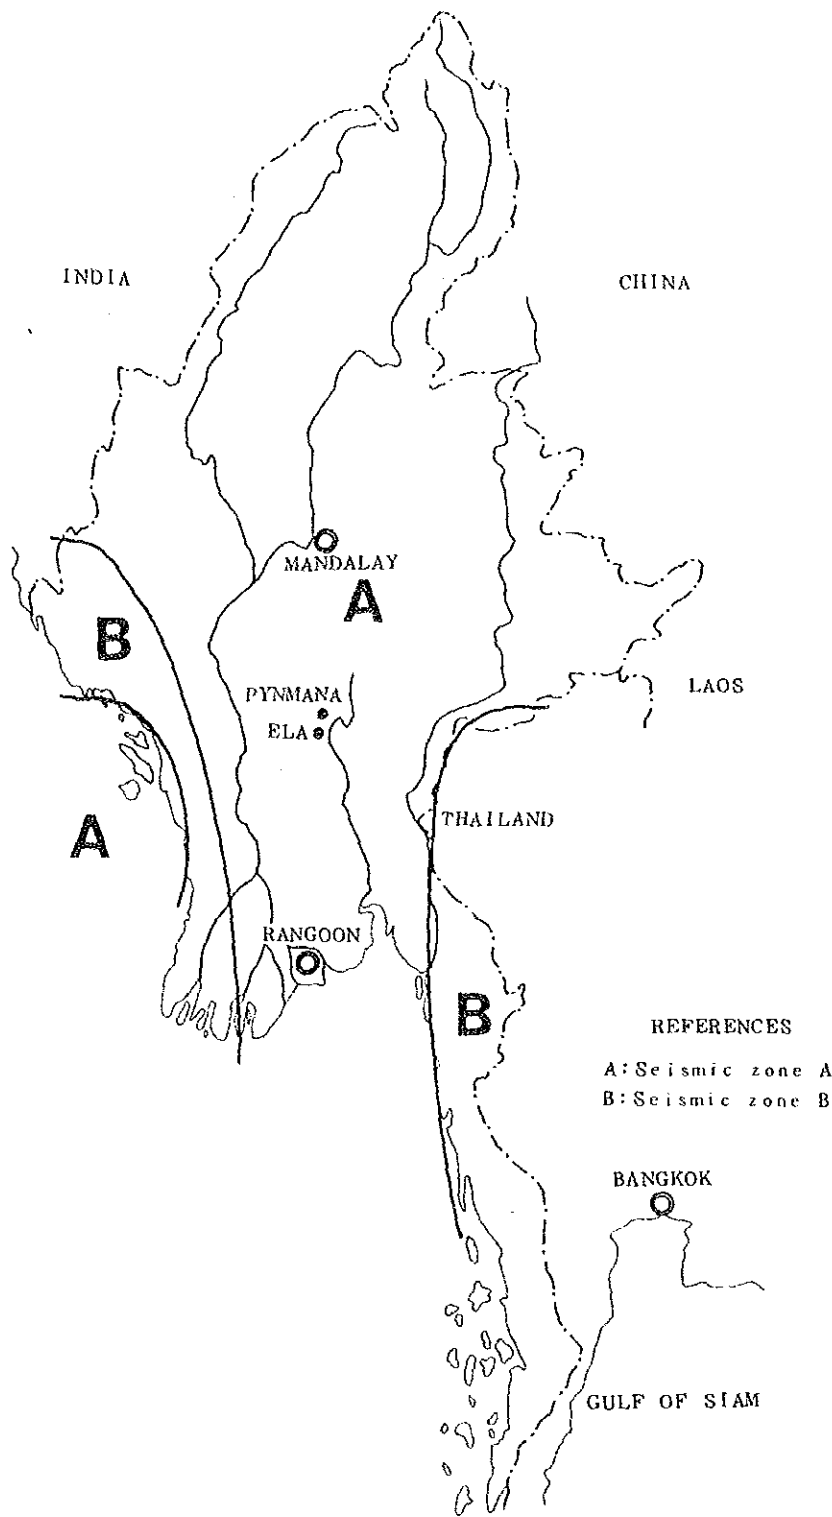 INDIA
CHINA
MANDALAY
A
B
PYNMANA
ELA
LAOS
A
THAILAND
RANGOON
B
REFERENCES
A:Seismic zone A
B:Seismic zone B
BANGKOK
GULF OF SIAM